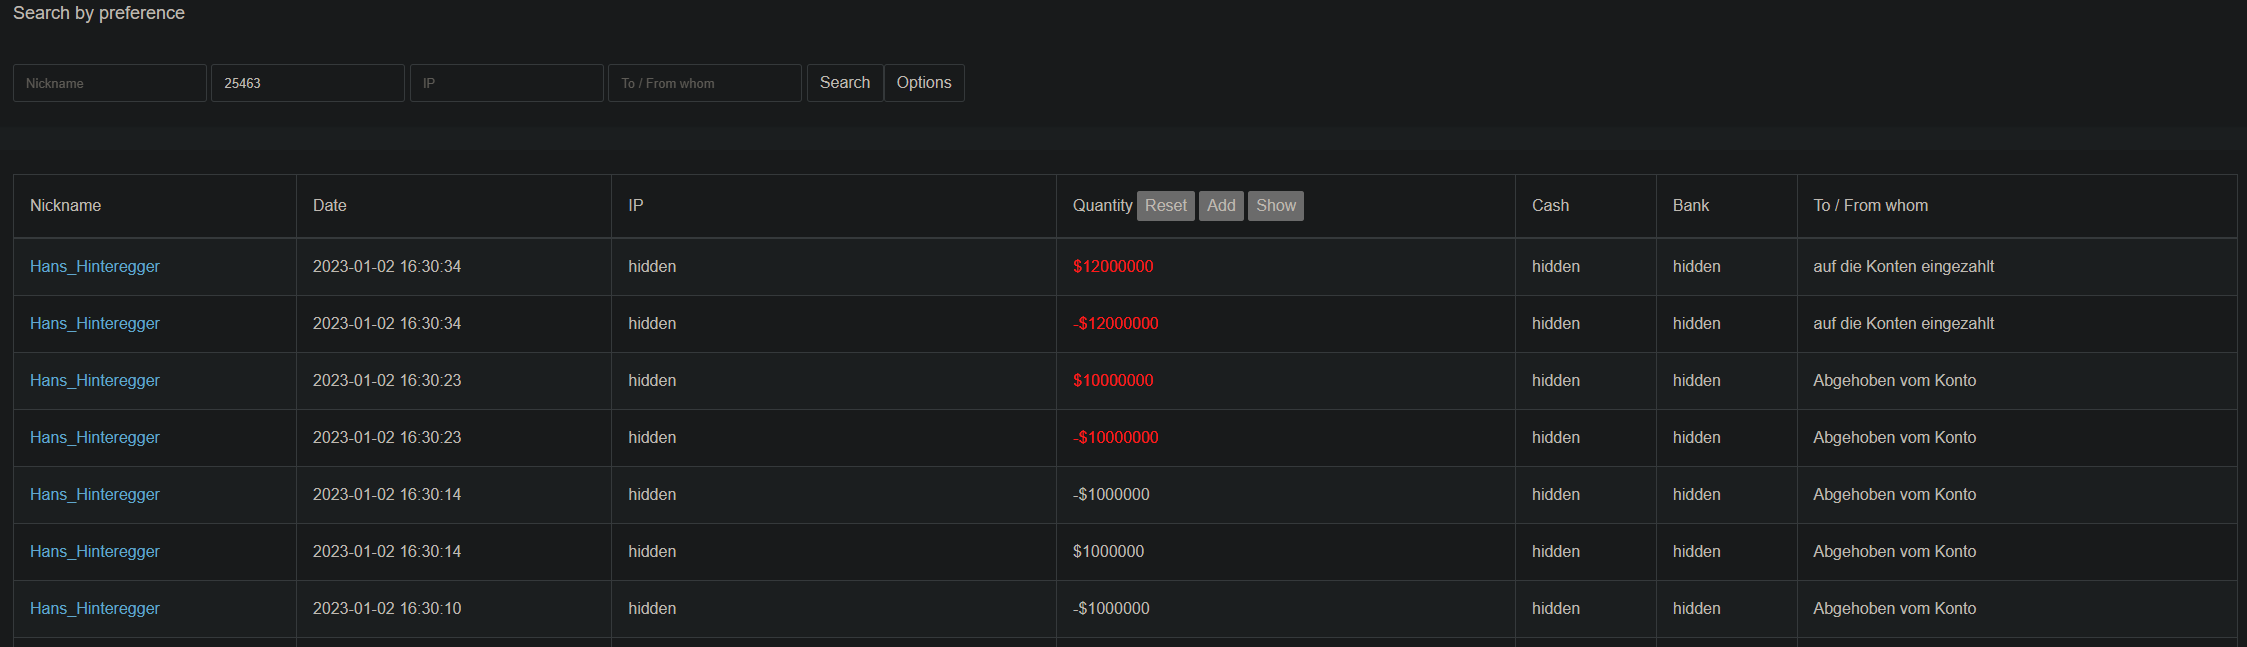 Search by preference
Nickname 25463 IP To / From whom Search Options
Nickname Date IP Quantity Reset Add Show Cash Bank To / From whom
Hans_Hinteregger 2023-01-02 16:30:34 hidden $12000000 hidden hidden auf die Konten eingezahlt
Hans_Hinteregger 2023-01-02 16:30:34 hidden -$12000000 hidden hidden auf die Konten eingezahlt
Hans_Hinteregger 2023-01-02 16:30:23 hidden $10000000 hidden hidden Abgehoben vom Konto
Hans_Hinteregger 2023-01-02 16:30:23 hidden -$10000000 hidden hidden Abgehoben vom Konto
Hans_Hinteregger 2023-01-02 16:30:14 hidden -$1000000 hidden hidden Abgehoben vom Konto
Hans_Hinteregger 2023-01-02 16:30:14 hidden $1000000 hidden hidden Abgehoben vom Konto
Hans_Hinteregger 2023-01-02 16:30:10 hidden -$1000000 hidden hidden Abgehoben vom Konto